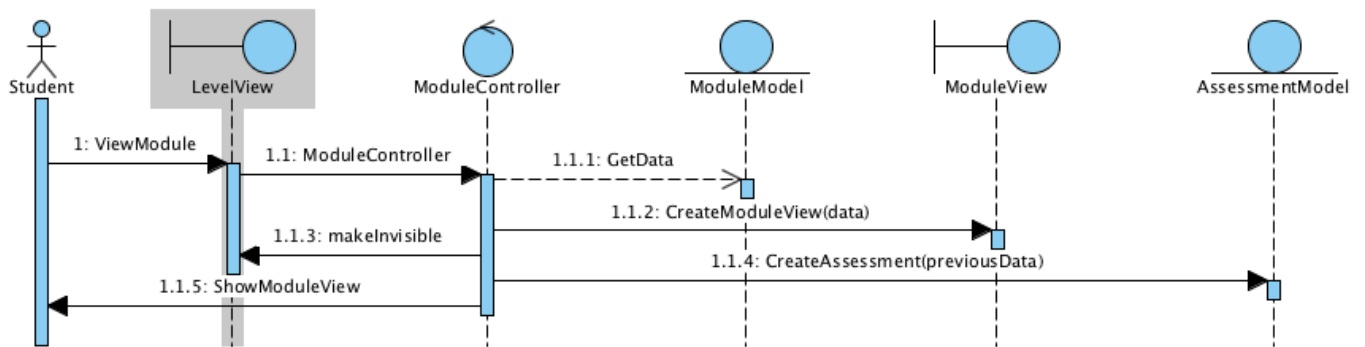 Student
LevelView
ModuleController
ModuleModel
ModuleView
AssessmentModel
1: ViewModule
1.1: ModuleController
1.1.1: GetData
1.1.2: CreateModuleView(data)
1.1.3: makeInvisible
1.1.4: CreateAssessment(previousData)
1.1.5: ShowModuleView